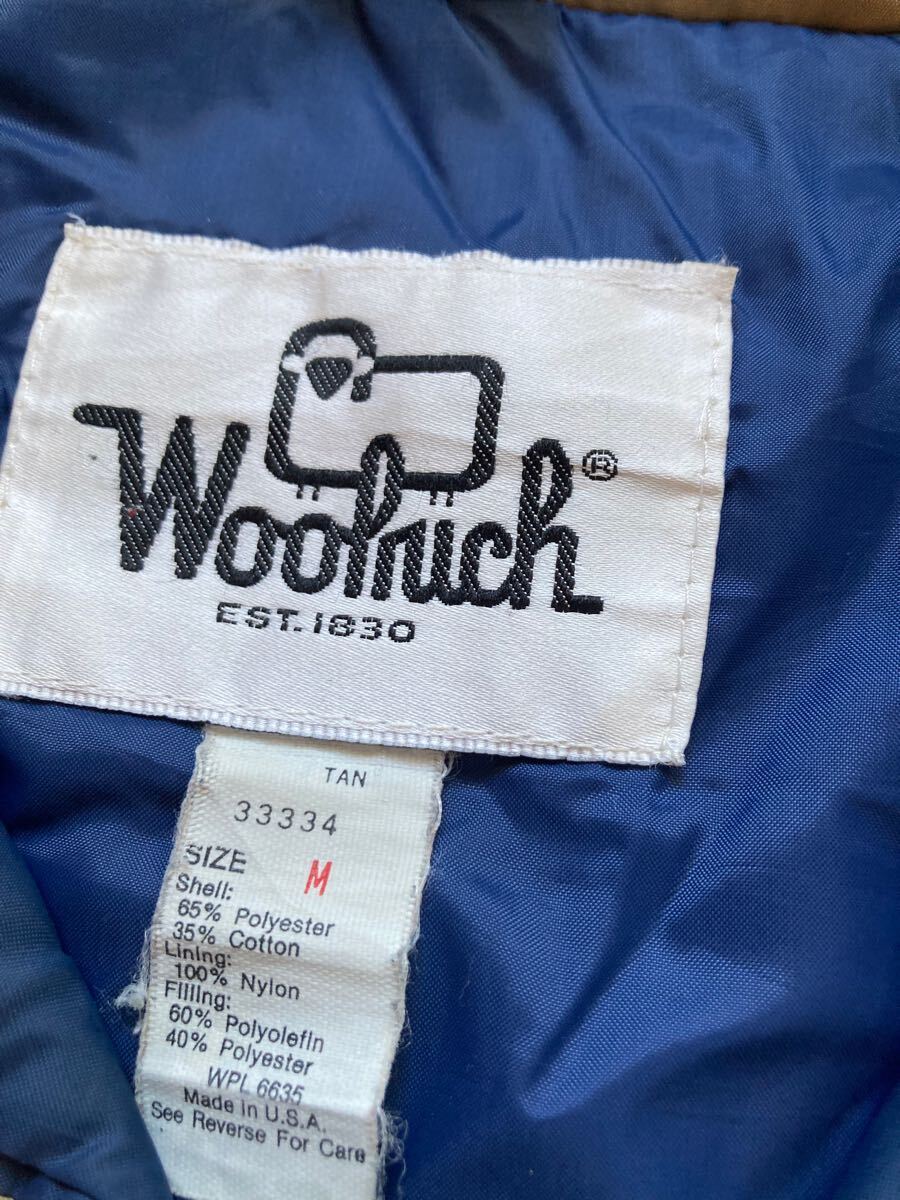 Woolrich®
EST. 1830
TAN
33334
SIZE M
Shell:
65% Polyester
35% Cotton
Lining:
100% Nylon
Filling:
60% Polyolefin
40% Polyester
WPL 6635
Made in U.S.A.
See Reverse For Care